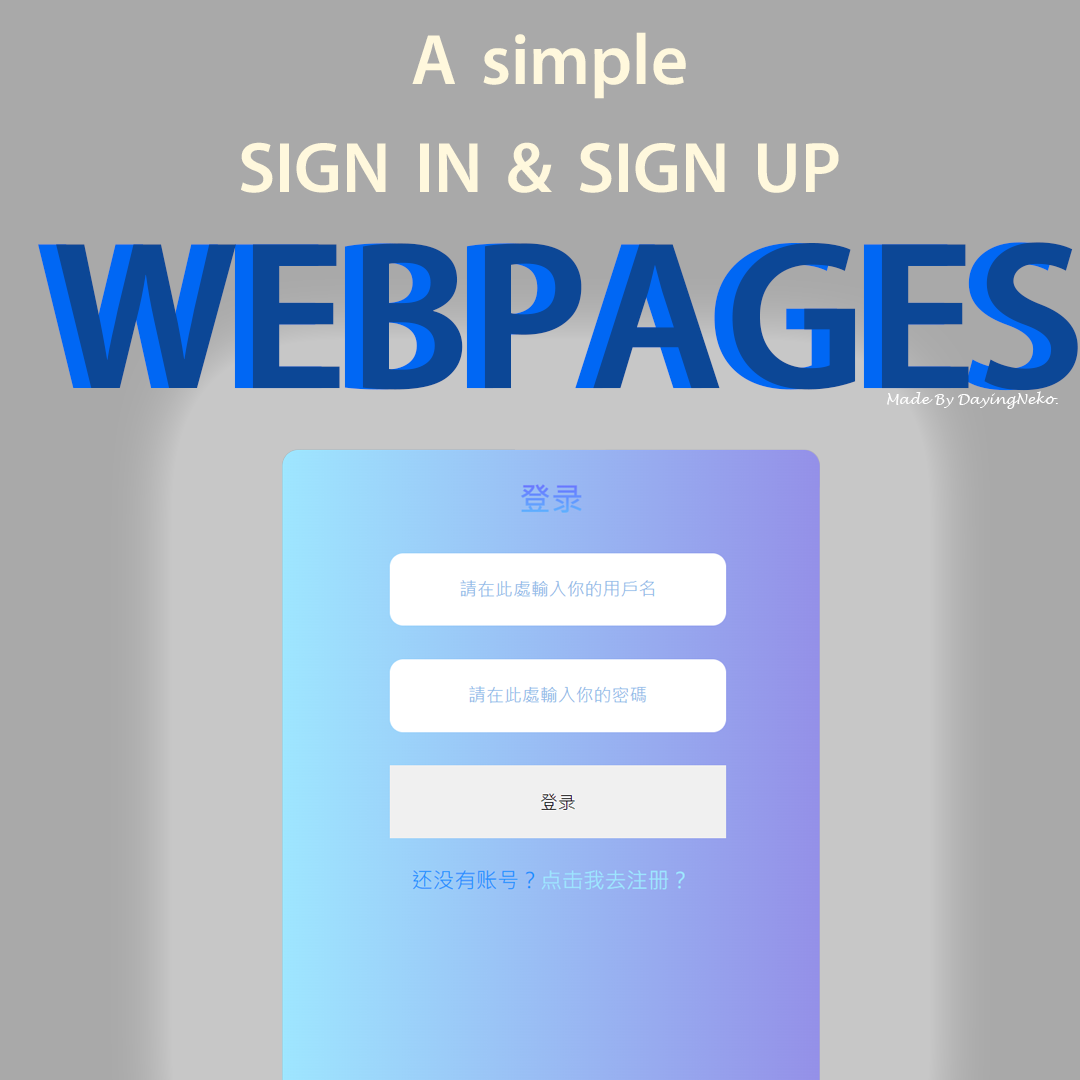 A simple
SIGN IN & SIGN UP
WEBPAGES
Made By DayingNeko.
登录
請在此處輸入你的用戶名
請在此處輸入你的密碼
登录
还没有账号？点击我去注册？